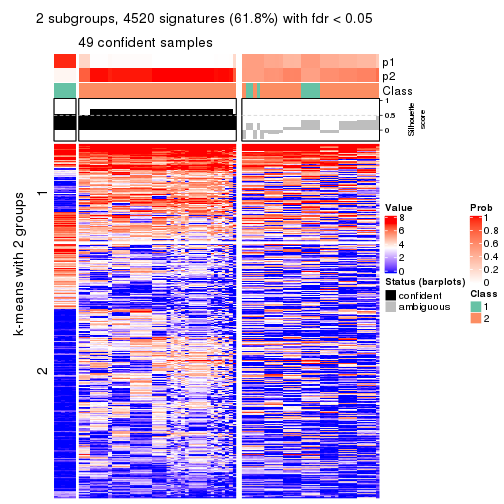 2 subgroups, 4520 signatures (61.8%) with fdr < 0.05
49 confident samples
p1
p2
Class
1
0.5
0
Silhouette
score
k-means with 2 groups
1
2
Value
8
6
4
2
0
Prob
1
0.8
0.6
0.4
0.2
0
Status (barplots)
confident
ambiguous
Class
1
2